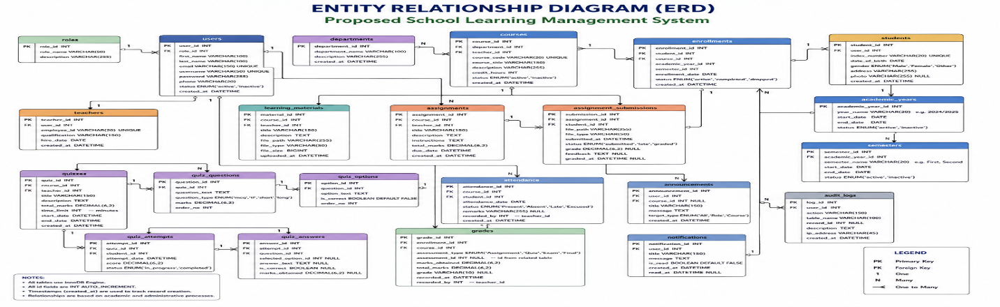 ENTITY RELATIONSHIP DIAGRAM (ERD)
Proposed School Learning Management System
roles
PK role_id INT
role_name VARCHAR(50)
description VARCHAR(255)
users
PK user_id INT
FK role_id INT
first_name VARCHAR(100)
last_name VARCHAR(100)
email VARCHAR(150) UNIQUE
username VARCHAR(50) UNIQUE
password VARCHAR(255)
phone VARCHAR(20)
status ENUM('active','inactive')
created_at DATETIME
departments
PK department_id INT
department_name VARCHAR(100)
description VARCHAR(255)
created_at DATETIME
courses
PK course_id INT
FK department_id INT
FK teacher_id INT
course_code VARCHAR(20) UNIQUE
course_title VARCHAR(150)
description VARCHAR(255)
credit_hours INT
status ENUM('active','inactive')
created_at DATETIME
enrollments
PK enrollment_id INT
FK student_id INT
FK course_id INT
academic_year_id INT
semester_id INT
enrollment_date DATE
status ENUM('active','completed','dropped')
created_at DATETIME
students
PK student_id INT
FK user_id INT
index_number VARCHAR(20) UNIQUE
date_of_birth DATE
gender ENUM('Male','Female','Other')
address VARCHAR(255)
photo VARCHAR(255) NULL
created_at DATETIME
teachers
PK teacher_id INT
FK user_id INT
employee_id VARCHAR(20) UNIQUE
qualification VARCHAR(150)
hire_date DATE
created_at DATETIME
learning_materials
PK material_id INT
FK course_id INT
FK teacher_id INT
title VARCHAR(150)
description TEXT
file_path VARCHAR(255)
file_type VARCHAR(50)
file_size BIGINT
uploaded_at DATETIME
assignments
PK assignment_id INT
FK course_id INT
FK teacher_id INT
title VARCHAR(150)
description TEXT
instructions TEXT
total_marks DECIMAL(6,2)
due_date DATETIME
created_at DATETIME
assignment_submissions
PK submission_id INT
FK assignment_id INT
FK student_id INT
file_path VARCHAR(255)
file_type VARCHAR(50)
submitted_at DATETIME
status ENUM('submitted','late','graded')
grade DECIMAL(6,2) NULL
feedback TEXT NULL
graded_at DATETIME NULL
academic_years
PK academic_year_id INT
year_name VARCHAR(20) e.g. 2024/2025
start_date DATE
end_date DATE
status ENUM('active','inactive')
semesters
PK semester_id INT
FK academic_year_id INT
semester_name VARCHAR(20) e.g. First, Second
start_date DATE
end_date DATE
status ENUM('active','inactive')
quizzes
PK quiz_id INT
FK course_id INT
FK teacher_id INT
title VARCHAR(150)
description TEXT
total_marks DECIMAL(6,2)
time_limit INT -- minutes
start_date DATETIME
end_date DATETIME
created_at DATETIME
quiz_questions
PK question_id INT
FK quiz_id INT
question_text TEXT
question_type ENUM('mcq','tf','short','long')
marks DECIMAL(6,2)
order_no INT
quiz_options
PK option_id INT
FK question_id INT
option_text TEXT
is_correct BOOLEAN DEFAULT FALSE
order_no INT
attendance
PK attendance_id INT
FK course_id INT
FK student_id INT
attendance_date DATE
status ENUM('Present','Absent','Late','Excused')
remarks VARCHAR(255) NULL
recorded_by INT -- teacher_id
created_at DATETIME
announcements
PK announcement_id INT
FK user_id INT
FK course_id INT NULL
title VARCHAR(150)
message TEXT
target_type ENUM('All','Role','Course')
created_at DATETIME
audit_logs
PK log_id INT
FK user_id INT
action VARCHAR(150)
table_name VARCHAR(100)
record_id INT NULL
description TEXT
ip_address VARCHAR(45)
created_at DATETIME
quiz_attempts
PK attempt_id INT
FK quiz_id INT
FK student_id INT
attempt_date DATETIME
score DECIMAL(6,2)
status ENUM('in_progress','completed')
quiz_answers
PK answer_id INT
FK attempt_id INT
FK question_id INT
selected_option_id INT NULL
answer_text TEXT NULL
is_correct BOOLEAN NULL
marks_obtained DECIMAL(6,2) NULL
grades
PK grade_id INT
FK enrollment_id INT
FK course_id INT
assessment_type ENUM('Assignment','Quiz','Exam','Final')
assessment_id INT NULL -- id from related table
marks_obtained DECIMAL(6,2)
total_marks DECIMAL(6,2)
grade VARCHAR(10) NULL
recorded_at DATETIME
recorded_by INT -- teacher_id
notifications
PK notification_id INT
FK user_id INT
title VARCHAR(150)
message TEXT
is_read BOOLEAN DEFAULT FALSE
created_at DATETIME
read_at DATETIME NULL
LEGEND
PK Primary Key
FK Foreign Key
1 One
N Many
One to Many
NOTES:
• All tables use InnoDB Engine.
• All id fields are INT AUTO_INCREMENT.
• Timestamps (created_at) are used to track record creation.
• Relationships are based on academic and administrative processes.